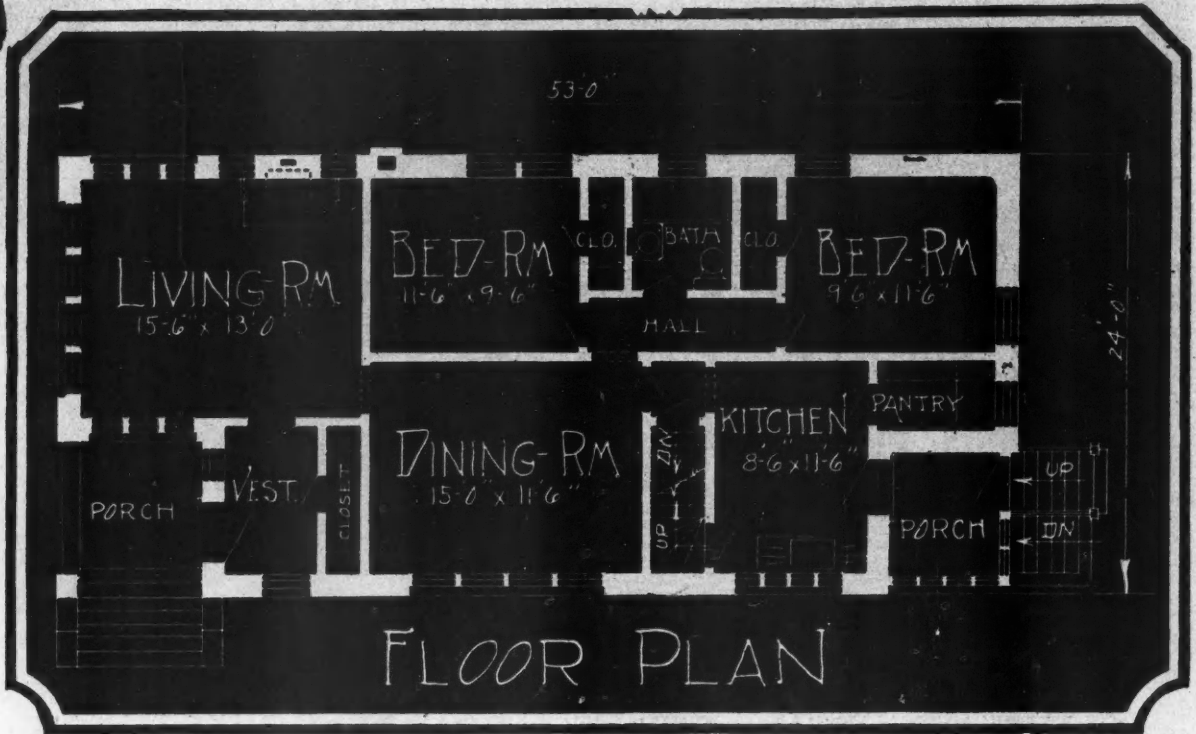 53'-0"
LIVING-RM
15'-6" x 13'-0"
BED-RM
11'-6" x 9'-6"
CLO.
BATH
CLO.
BED-RM
9'-6" x 11'-6"
HALL
24'-0"
PORCH
VEST.
CLOSET
DINING-RM
15'-0" x 11'-6"
DN
UP
KITCHEN
8'-6" x 11'-6"
PANTRY
PORCH
UP
DN
FLOOR PLAN